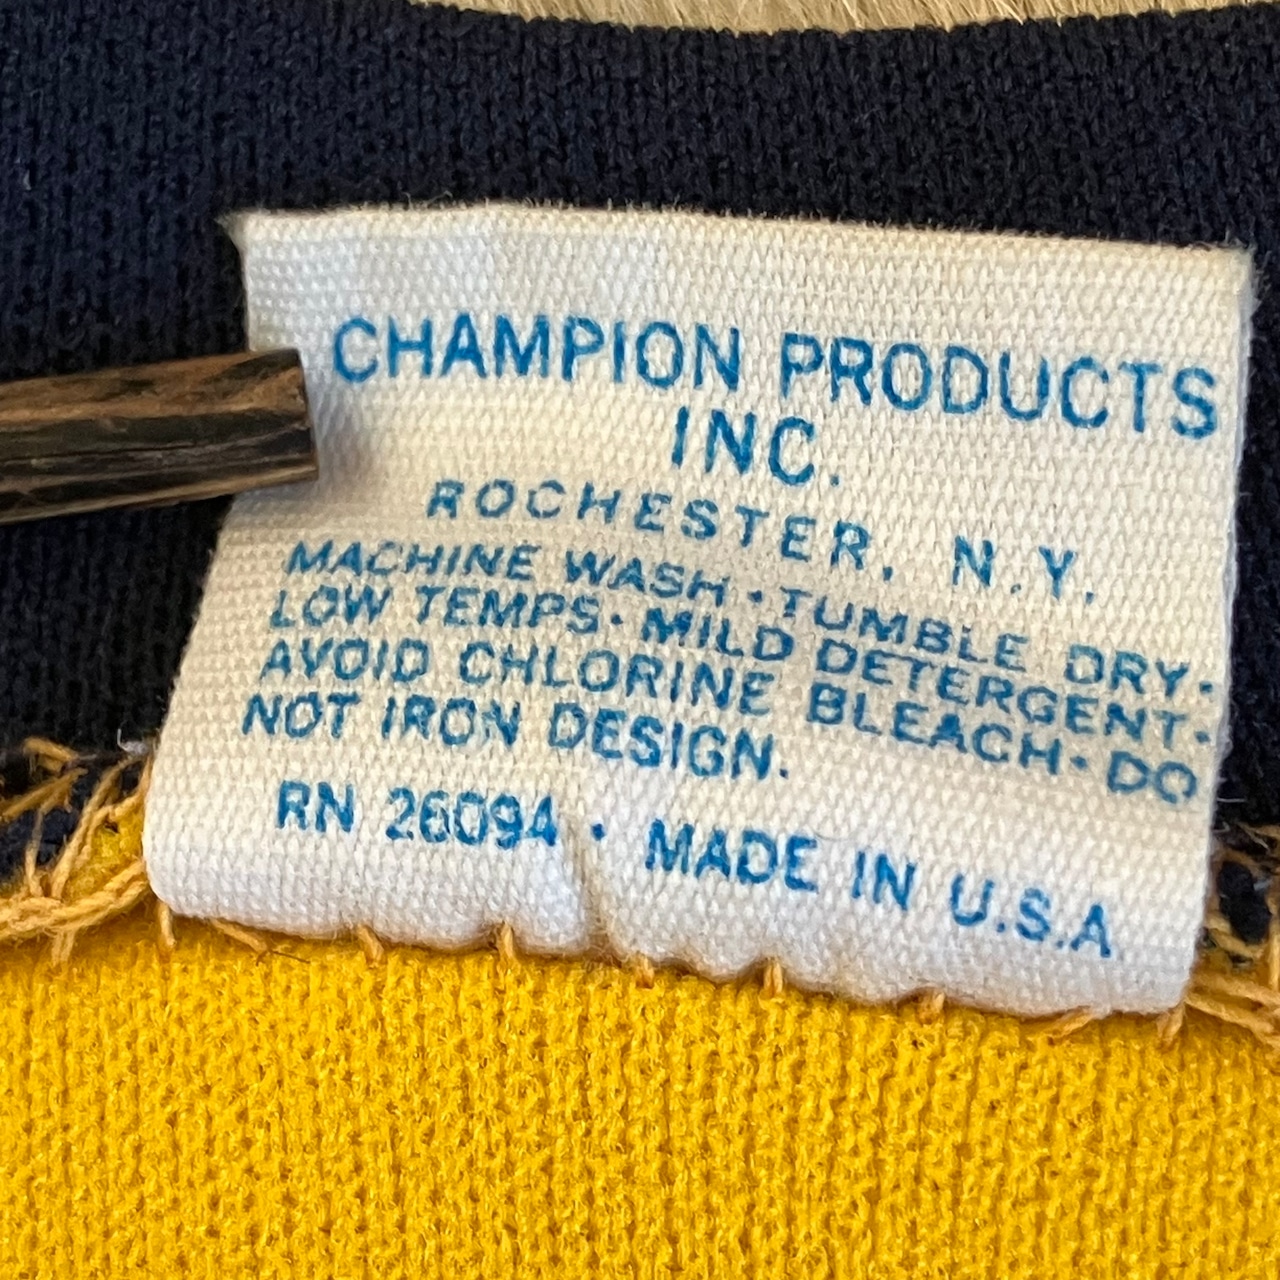 CHAMPION PRODUCTS
INC.
ROCHESTER, N.Y.
MACHINE WASH · TUMBLE DRY ·
LOW TEMPS · MILD DETERGENT ·
AVOID CHLORINE BLEACH · DO
NOT IRON DESIGN.
RN 26094 · MADE IN U.S.A